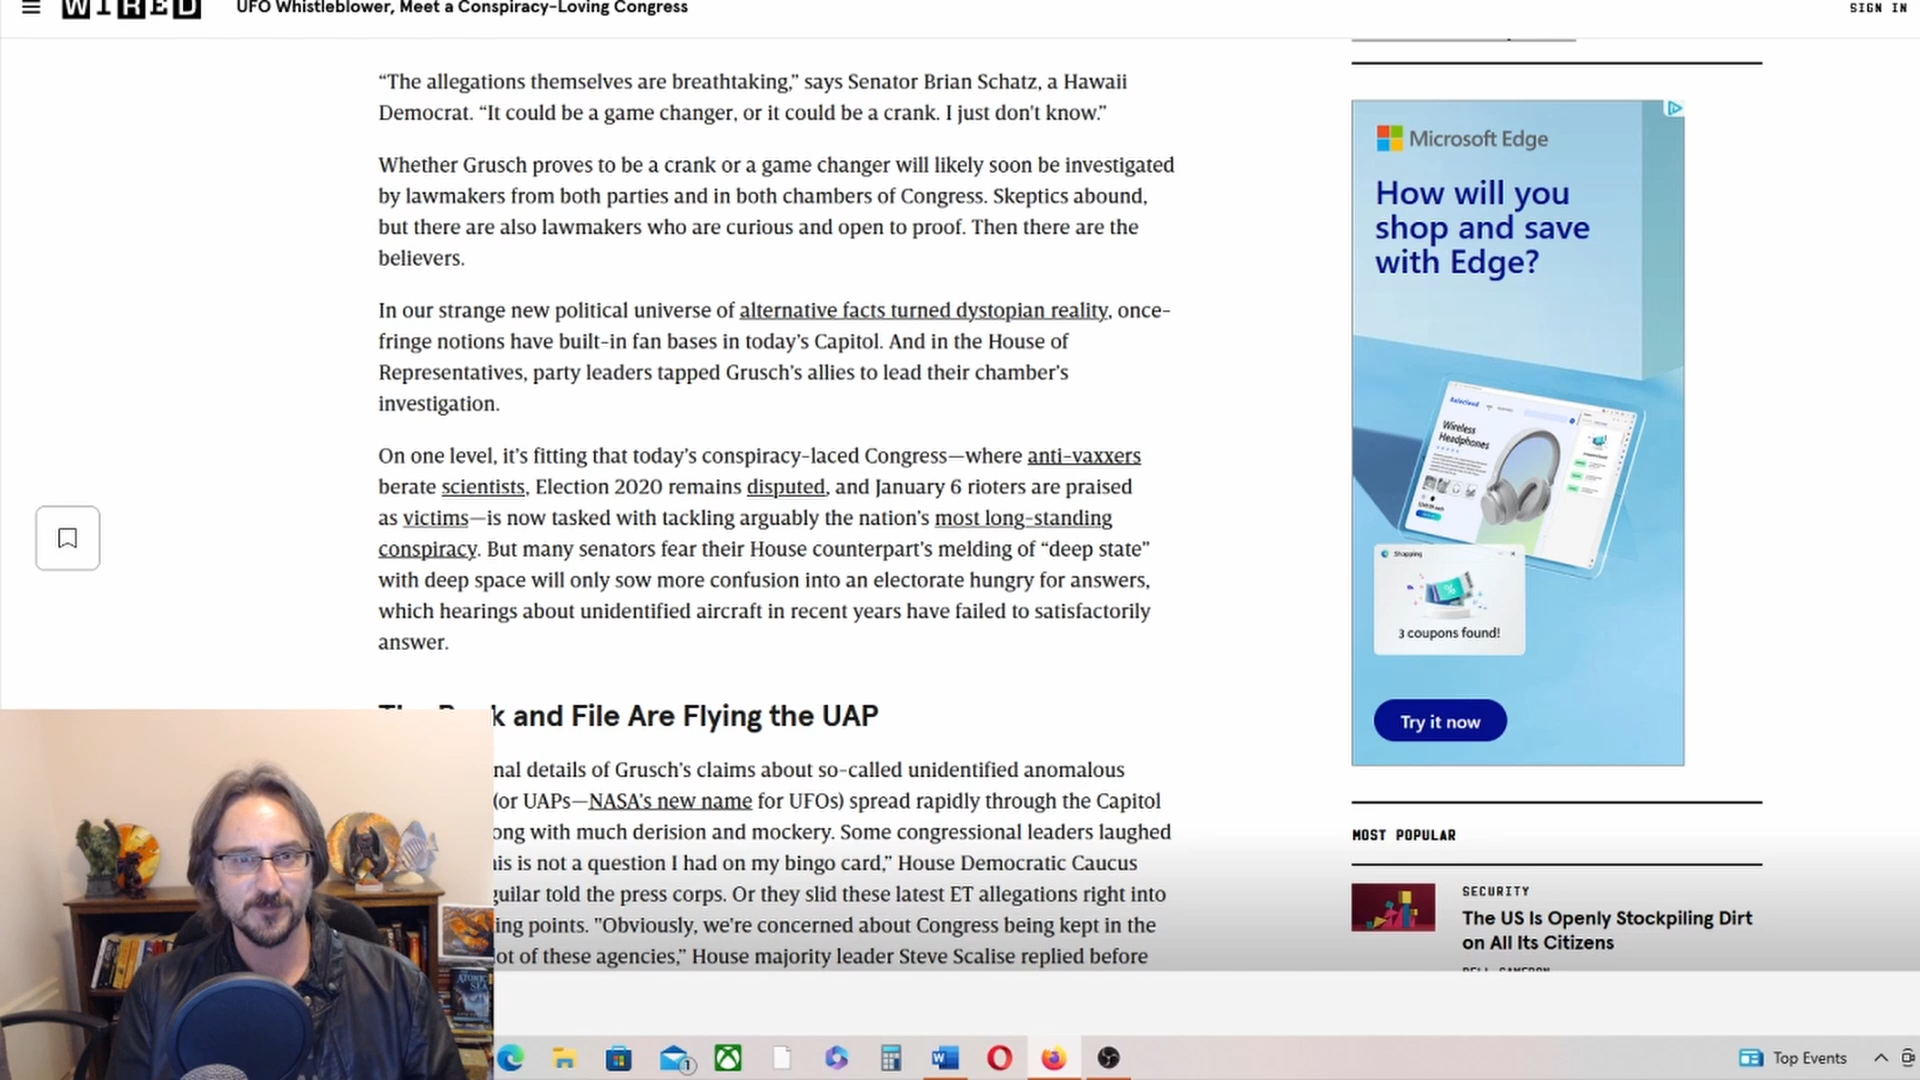 WIRED
UFO Whistleblower, Meet a Conspiracy-Loving Congress
SIGN IN
“The allegations themselves are breathtaking,” says Senator Brian Schatz, a Hawaii
Democrat. “It could be a game changer, or it could be a crank. I just don't know.”
Whether Grusch proves to be a crank or a game changer will likely soon be investigated
by lawmakers from both parties and in both chambers of Congress. Skeptics abound,
but there are also lawmakers who are curious and open to proof. Then there are the
believers.
In our strange new political universe of alternative facts turned dystopian reality, once-
fringe notions have built-in fan bases in today’s Capitol. And in the House of
Representatives, party leaders tapped Grusch’s allies to lead their chamber’s
investigation.
On one level, it’s fitting that today’s conspiracy-laced Congress—where anti-vaxxers
berate scientists, Election 2020 remains disputed, and January 6 rioters are praised
as victims—is now tasked with tackling arguably the nation’s most long-standing
conspiracy. But many senators fear their House counterpart’s melding of “deep state”
with deep space will only sow more confusion into an electorate hungry for answers,
which hearings about unidentified aircraft in recent years have failed to satisfactorily
answer.
k and File Are Flying the UAP
nal details of Grusch’s claims about so-called unidentified anomalous
(or UAPs—NASA’s new name for UFOs) spread rapidly through the Capitol
ong with much derision and mockery. Some congressional leaders laughed
is is not a question I had on my bingo card,” House Democratic Caucus
guilar told the press corps. Or they slid these latest ET allegations right into
ing points. "Obviously, we’re concerned about Congress being kept in the
ot of these agencies,” House majority leader Steve Scalise replied before
Microsoft Edge
How will you
shop and save
with Edge?
Wireless
Headphones
Shopping
3 coupons found!
Try it now
MOST POPULAR
SECURITY
The US Is Openly Stockpiling Dirt
on All Its Citizens
DELL CAMERON
1
Top Events